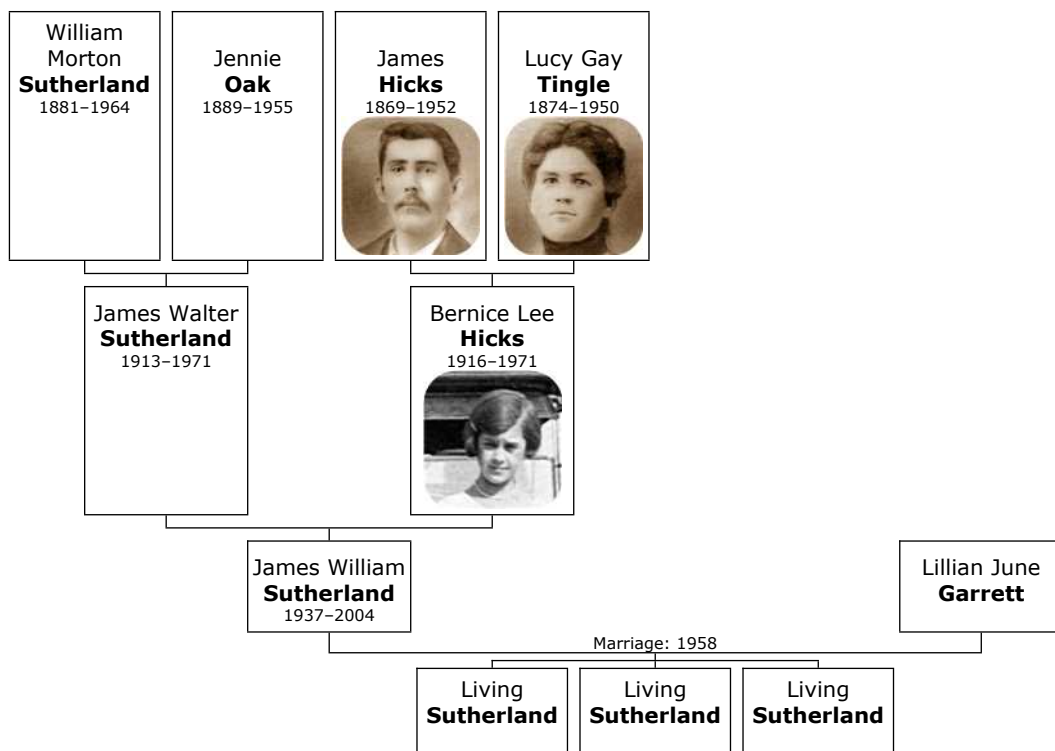 William
Morton
Sutherland
1881–1964
Jennie
Oak
1889–1955
James
Hicks
1869–1952
Lucy Gay
Tingle
1874–1950
James Walter
Sutherland
1913–1971
Bernice Lee
Hicks
1916–1971
James William
Sutherland
1937–2004
Lillian June
Garrett
Marriage: 1958
Living
Sutherland
Living
Sutherland
Living
Sutherland